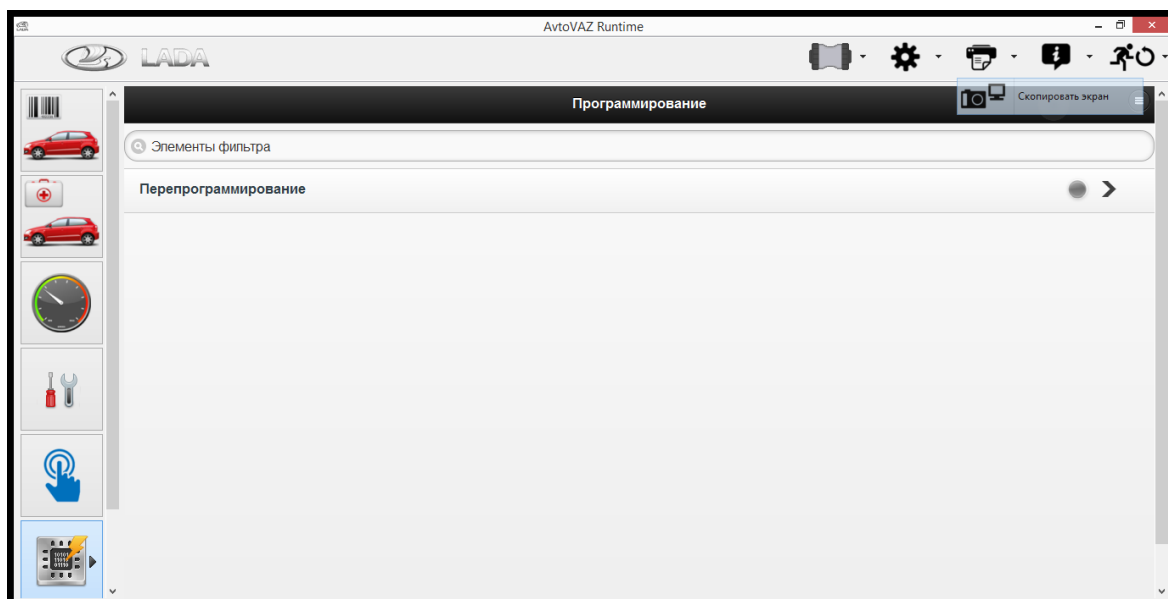 AvtoVAZ Runtime
LADA
Программирование
Скопировать экран
Элементы фильтра
Перепрограммирование